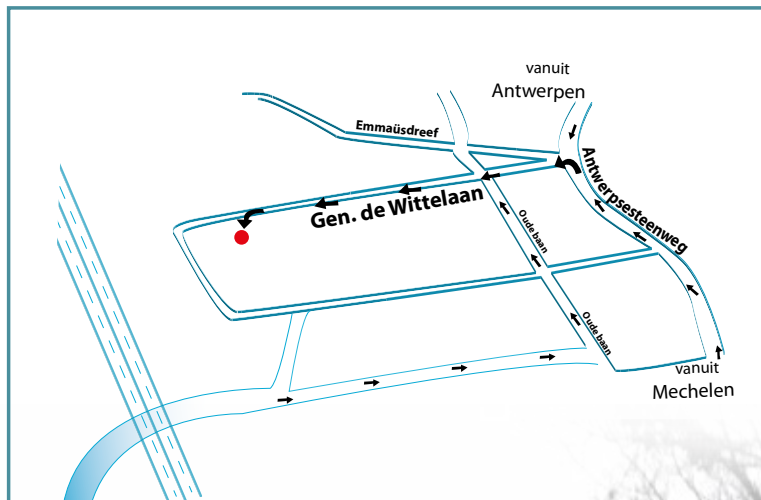 vanuit
Antwerpen
Emmaüsdreef
Antwerpsesteenweg
Gen. de Wittelaan
Oude baan
Oude baan
vanuit
Mechelen